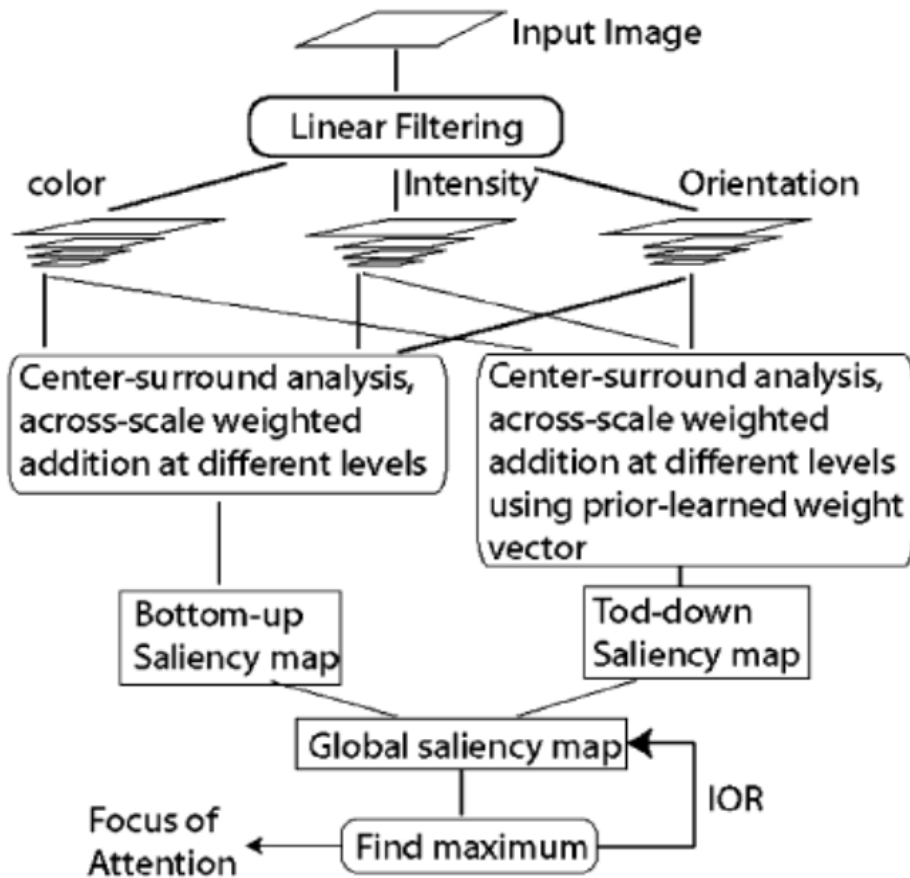 Input Image
Linear Filtering
color
Intensity
Orientation
Center-surround analysis,
across-scale weighted
addition at different levels
Center-surround analysis,
across-scale weighted
addition at different levels
using prior-learned weight
vector
Bottom-up
Saliency map
Tod-down
Saliency map
Global saliency map
IOR
Focus of
Attention
Find maximum